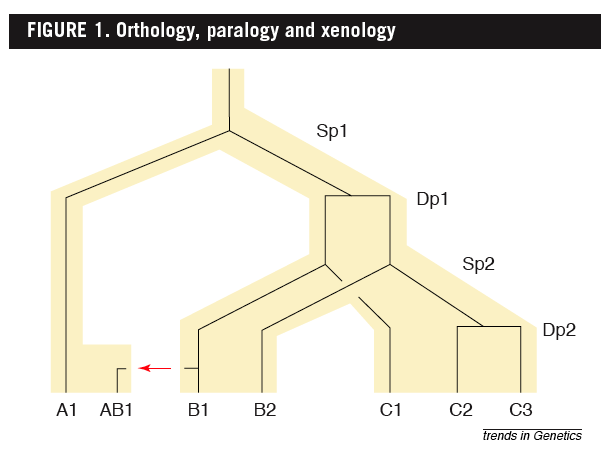 FIGURE 1. Orthology, paralogy and xenology
Sp1
Dp1
Sp2
Dp2
A1 AB1 B1 B2 C1 C2 C3
trends in Genetics